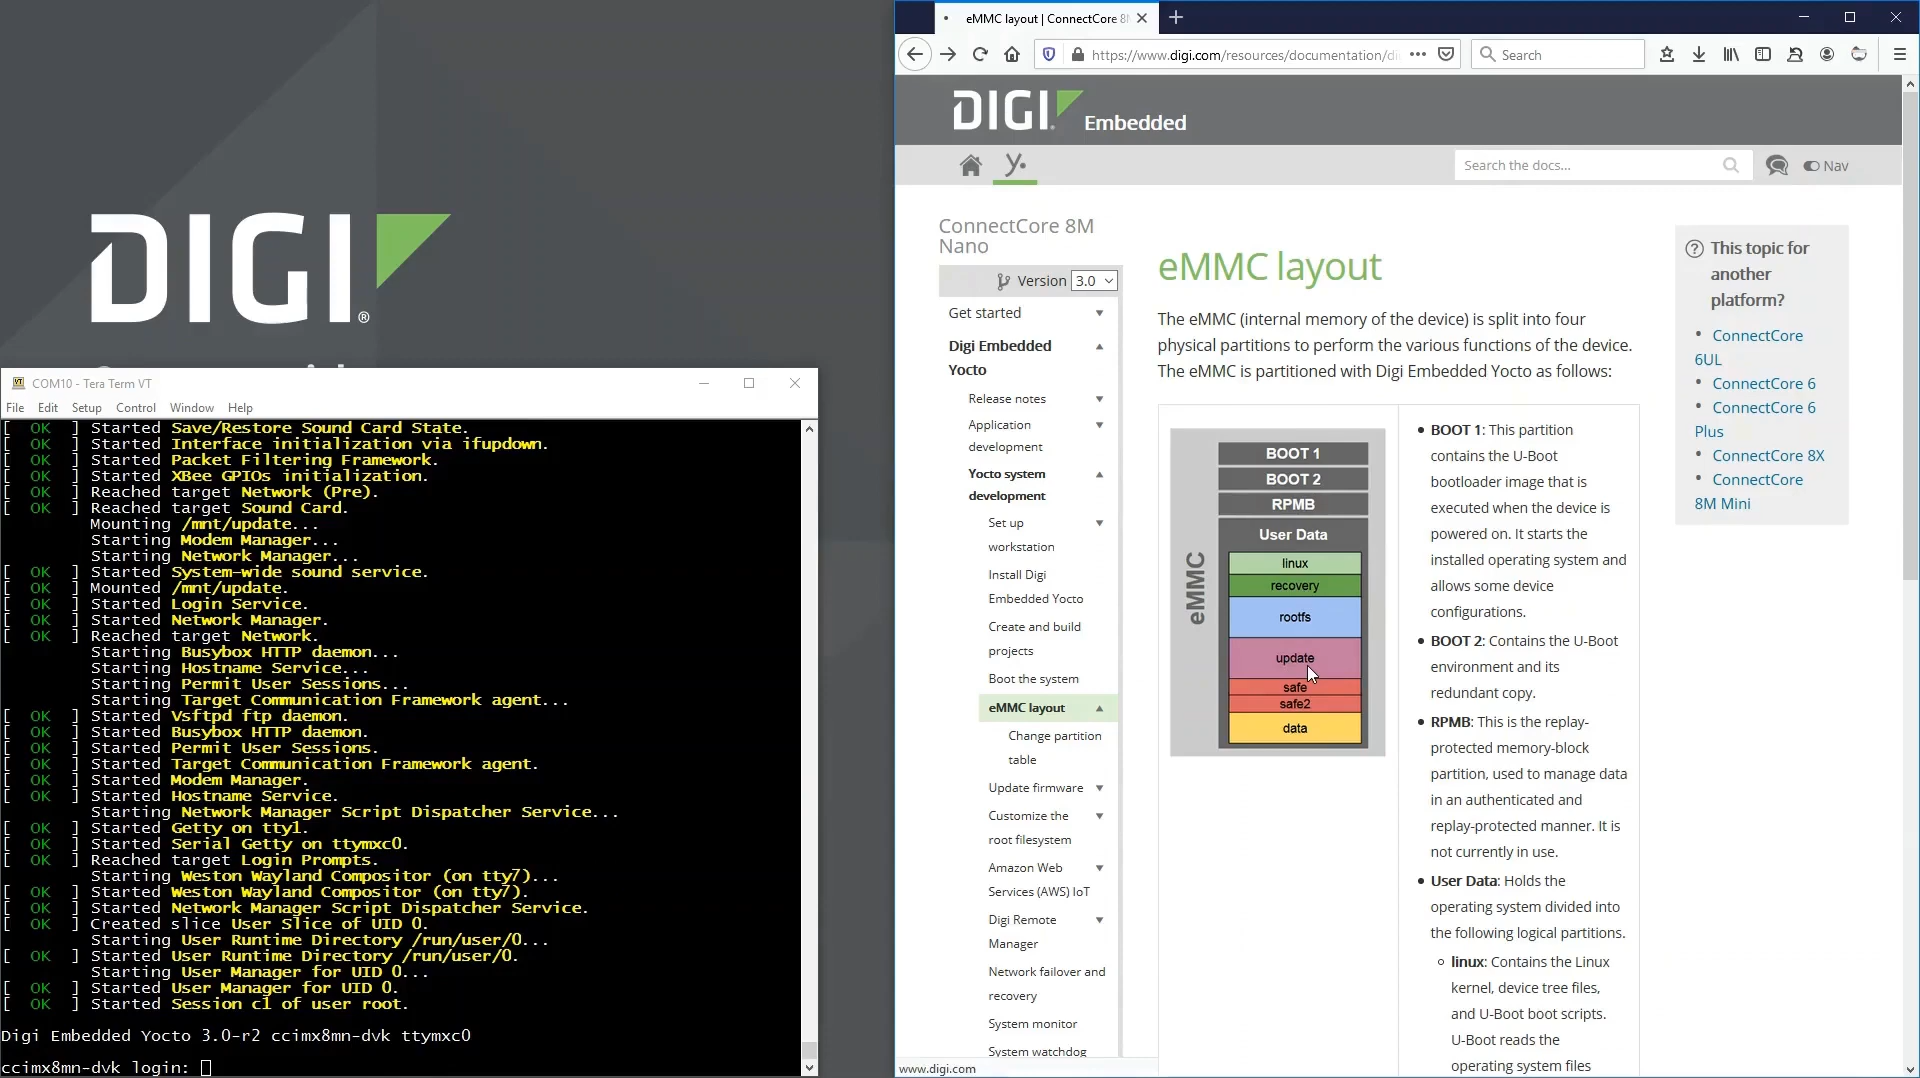 DIGI®
COM10 - Tera Term VT
File Edit Setup Control Window Help
[ OK ] Started Save/Restore Sound Card State.
[ OK ] Started Interface initialization via ifupdown.
[ OK ] Started Packet Filtering Framework.
[ OK ] Started XBee GPIOs initialization.
[ OK ] Reached target Network (Pre).
[ OK ] Reached target Sound Card.
Mounting /mnt/update...
Starting Modem Manager...
Starting Network Manager...
[ OK ] Started System-wide sound service.
[ OK ] Mounted /mnt/update.
[ OK ] Started Login Service.
[ OK ] Started Network Manager.
[ OK ] Reached target Network.
Starting Busybox HTTP daemon...
Starting Hostname Service...
Starting Permit User Sessions...
Starting Target Communication Framework agent...
[ OK ] Started Vsftpd ftp daemon.
[ OK ] Started Busybox HTTP daemon.
[ OK ] Started Permit User Sessions.
[ OK ] Started Target Communication Framework agent.
[ OK ] Started Modem Manager.
[ OK ] Started Hostname Service.
Starting Network Manager Script Dispatcher Service...
[ OK ] Started Getty on tty1.
[ OK ] Started Serial Getty on ttymxc0.
[ OK ] Reached target Login Prompts.
Starting Weston Wayland Compositor (on tty7)...
[ OK ] Started Weston Wayland Compositor (on tty7).
[ OK ] Started Network Manager Script Dispatcher Service.
[ OK ] Created slice User Slice of UID 0.
Starting User Runtime Directory /run/user/0...
[ OK ] Started User Runtime Directory /run/user/0.
Starting User Manager for UID 0...
[ OK ] Started User Manager for UID 0.
[ OK ] Started Session c1 of user root.
Digi Embedded Yocto 3.0-r2 ccimx8mn-dvk ttymxc0
ccimx8mn-dvk login:
eMMC layout | ConnectCore 8M
https://www.digi.com/resources/documentation/di
Search
DIGI Embedded
Search the docs...
Nav
ConnectCore 8M
Nano
Version 3.0
Get started
Digi Embedded
Yocto
Release notes
Application
development
Yocto system
development
Set up
workstation
Install Digi
Embedded Yocto
Create and build
projects
Boot the system
eMMC layout
Change partition
table
Update firmware
Customize the
root filesystem
Amazon Web
Services (AWS) IoT
Digi Remote
Manager
Network failover and
recovery
System monitor
System watchdog
www.digi.com
eMMC layout
The eMMC (internal memory of the device) is split into four
physical partitions to perform the various functions of the device.
The eMMC is partitioned with Digi Embedded Yocto as follows:
eMMC
BOOT 1
BOOT 2
RPMB
User Data
linux
recovery
rootfs
update
safe
safe2
data
• BOOT 1: This partition
contains the U-Boot
bootloader image that is
executed when the device is
powered on. It starts the
installed operating system and
allows some device
configurations.
• BOOT 2: Contains the U-Boot
environment and its
redundant copy.
• RPMB: This is the replay-
protected memory-block
partition, used to manage data
in an authenticated and
replay-protected manner. It is
not currently in use.
• User Data: Holds the
operating system divided into
the following logical partitions.
linux: Contains the Linux
kernel, device tree files,
and U-Boot boot scripts.
U-Boot reads the
operating system files
This topic for
another
platform?
• ConnectCore
6UL
• ConnectCore 6
• ConnectCore 6
Plus
• ConnectCore 8X
• ConnectCore
8M Mini